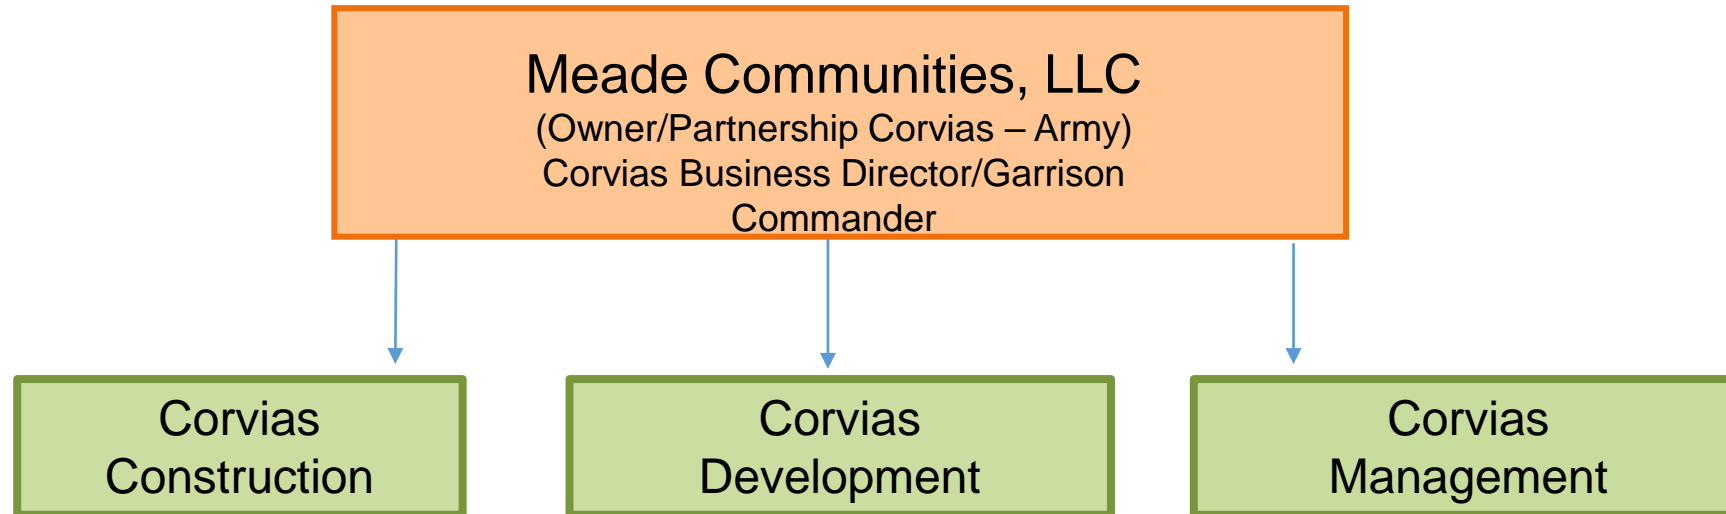 Meade Communities, LLC
(Owner/Partnership Corvias – Army)
Corvias Business Director/Garrison
Commander
Corvias
Construction
Corvias
Development
Corvias
Management